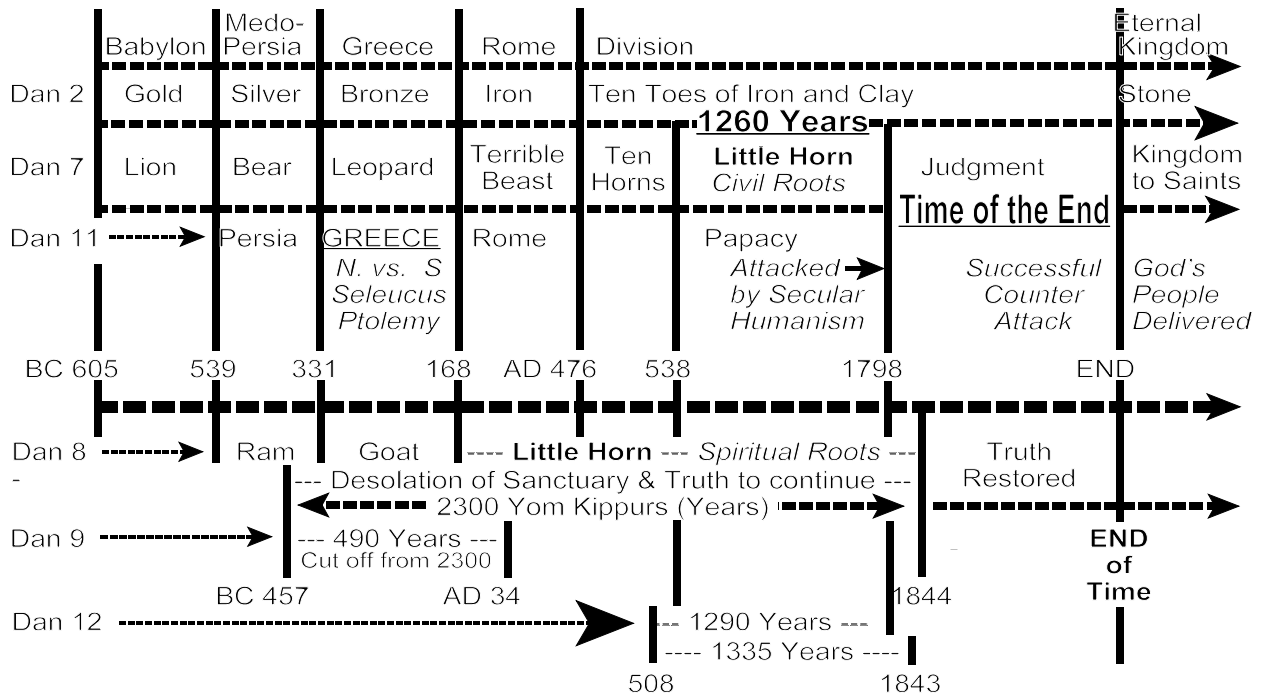 Babylon Medo- Persia Greece Rome Division Eternal Kingdom
Dan 2 Gold Silver Bronze Iron Ten Toes of Iron and Clay Stone
1260 Years
Dan 7 Lion Bear Leopard Terrible Beast Ten Horns Little Horn Civil Roots Judgment Kingdom to Saints
Time of the End
Dan 11 Persia GREECE Rome Papacy
N. vs. S Attacked Successful God's
Seleucus by Secular Counter People
Ptolemy Humanism Attack Delivered
BC 605 539 331 168 AD 476 538 1798 END
Dan 8 Ram Goat ---- Little Horn --- Spiritual Roots --- Truth Restored
-
--- Desolation of Sanctuary & Truth to continue ---
2300 Yom Kippurs (Years)
Dan 9 --- 490 Years --- END
Cut off from 2300 of
BC 457 AD 34 1844 Time
Dan 12 --- 1290 Years ---
---- 1335 Years ----
508 1843